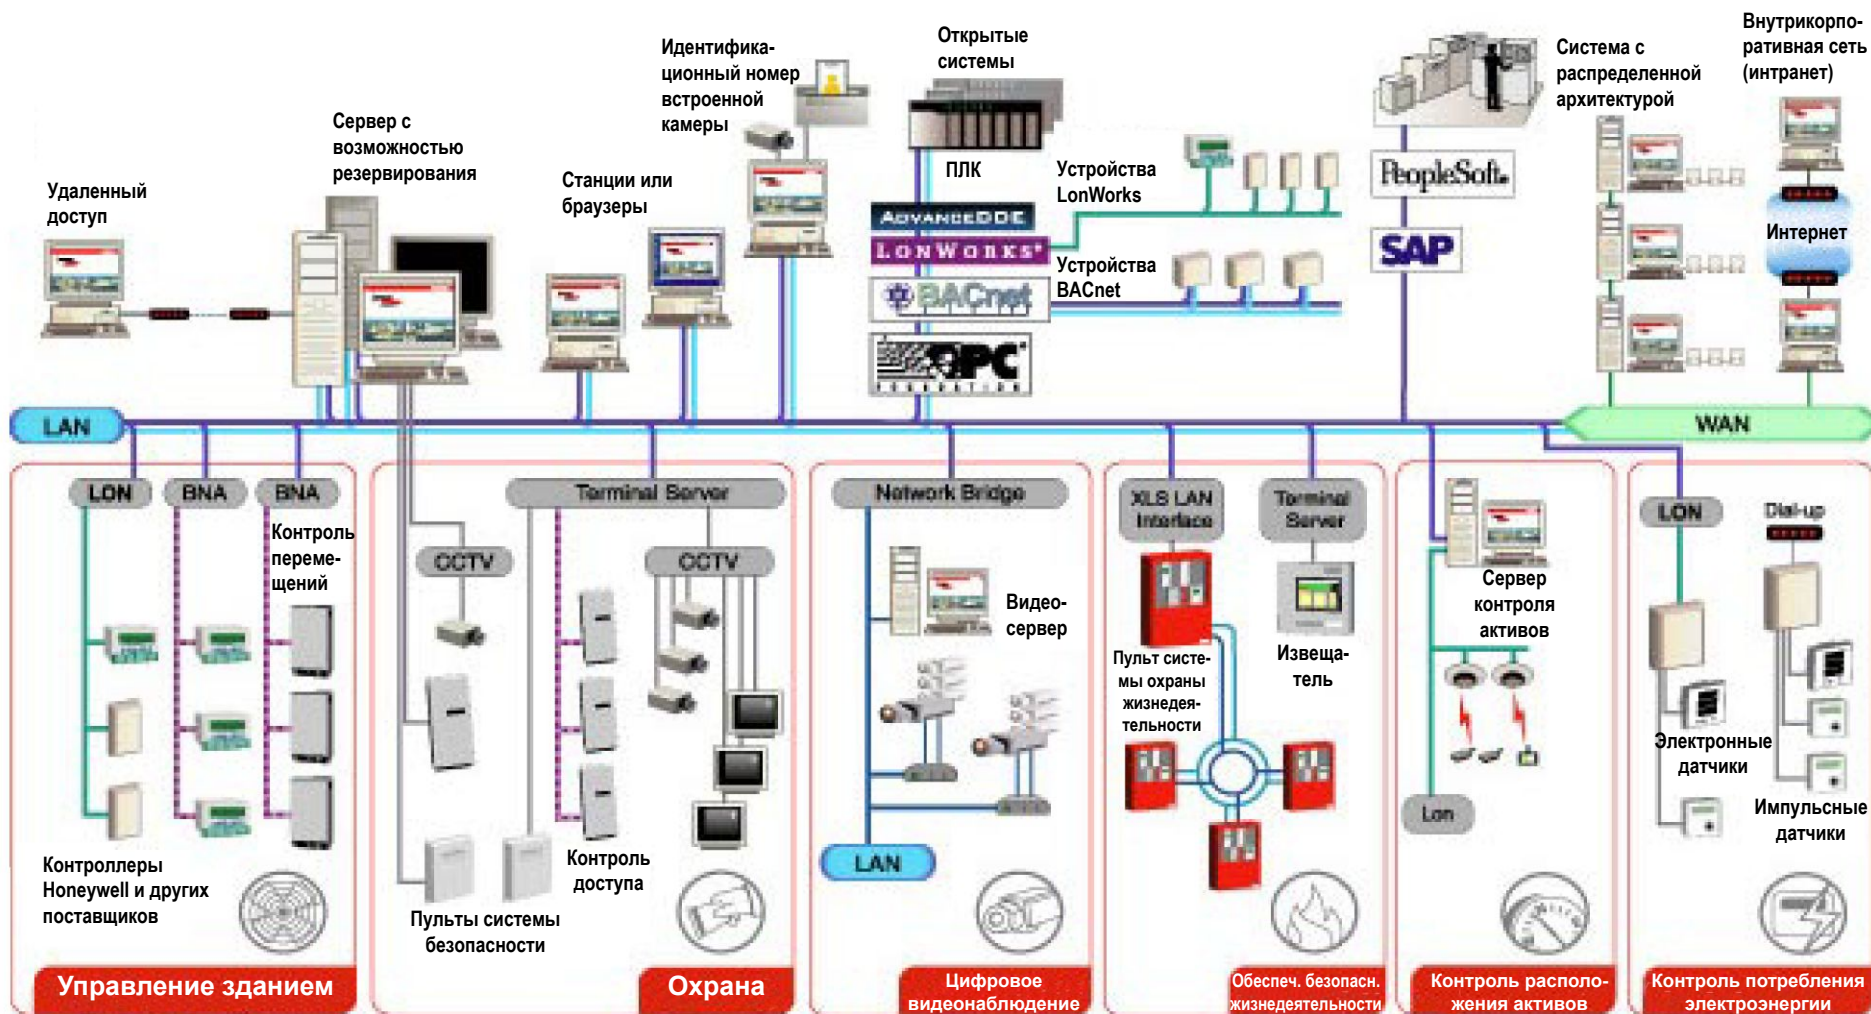 Удаленный
доступ
Сервер с
возможностью
резервирования
Станции или
браузеры
Идентифика-
ционный номер
встроенной
камеры
Открытые
системы
ПЛК
ADVANCEDDE
LONWORKS®
BACnet
OPC
FOUNDATION
Устройства
LonWorks
Устройства
BACnet
PeopleSoft.
SAP
Система с
распределенной
архитектурой
Внутрикорпо-
ративная сеть
(интранет)
Интернет
LAN
WAN
LON
BNA
BNA
Контроль
переме-
щений
Контроллеры
Honeywell и других
поставщиков
Управление зданием
Terminal Server
CCTV
CCTV
Контроль
доступа
Пульты системы
безопасности
Охрана
Network Bridge
Видео-
сервер
LAN
Цифровое
видеонаблюдение
XLS LAN
Interface
Terminal
Server
Пульт систе-
мы охраны
жизнедея-
тельности
Извеща-
тель
Обеспеч. безопасн.
жизнедеятельности
Сервер
контроля
активов
Lon
Контроль располо-
жения активов
LON
Dial-up
Электронные
датчики
Импульсные
датчики
Контроль потребления
электроэнергии